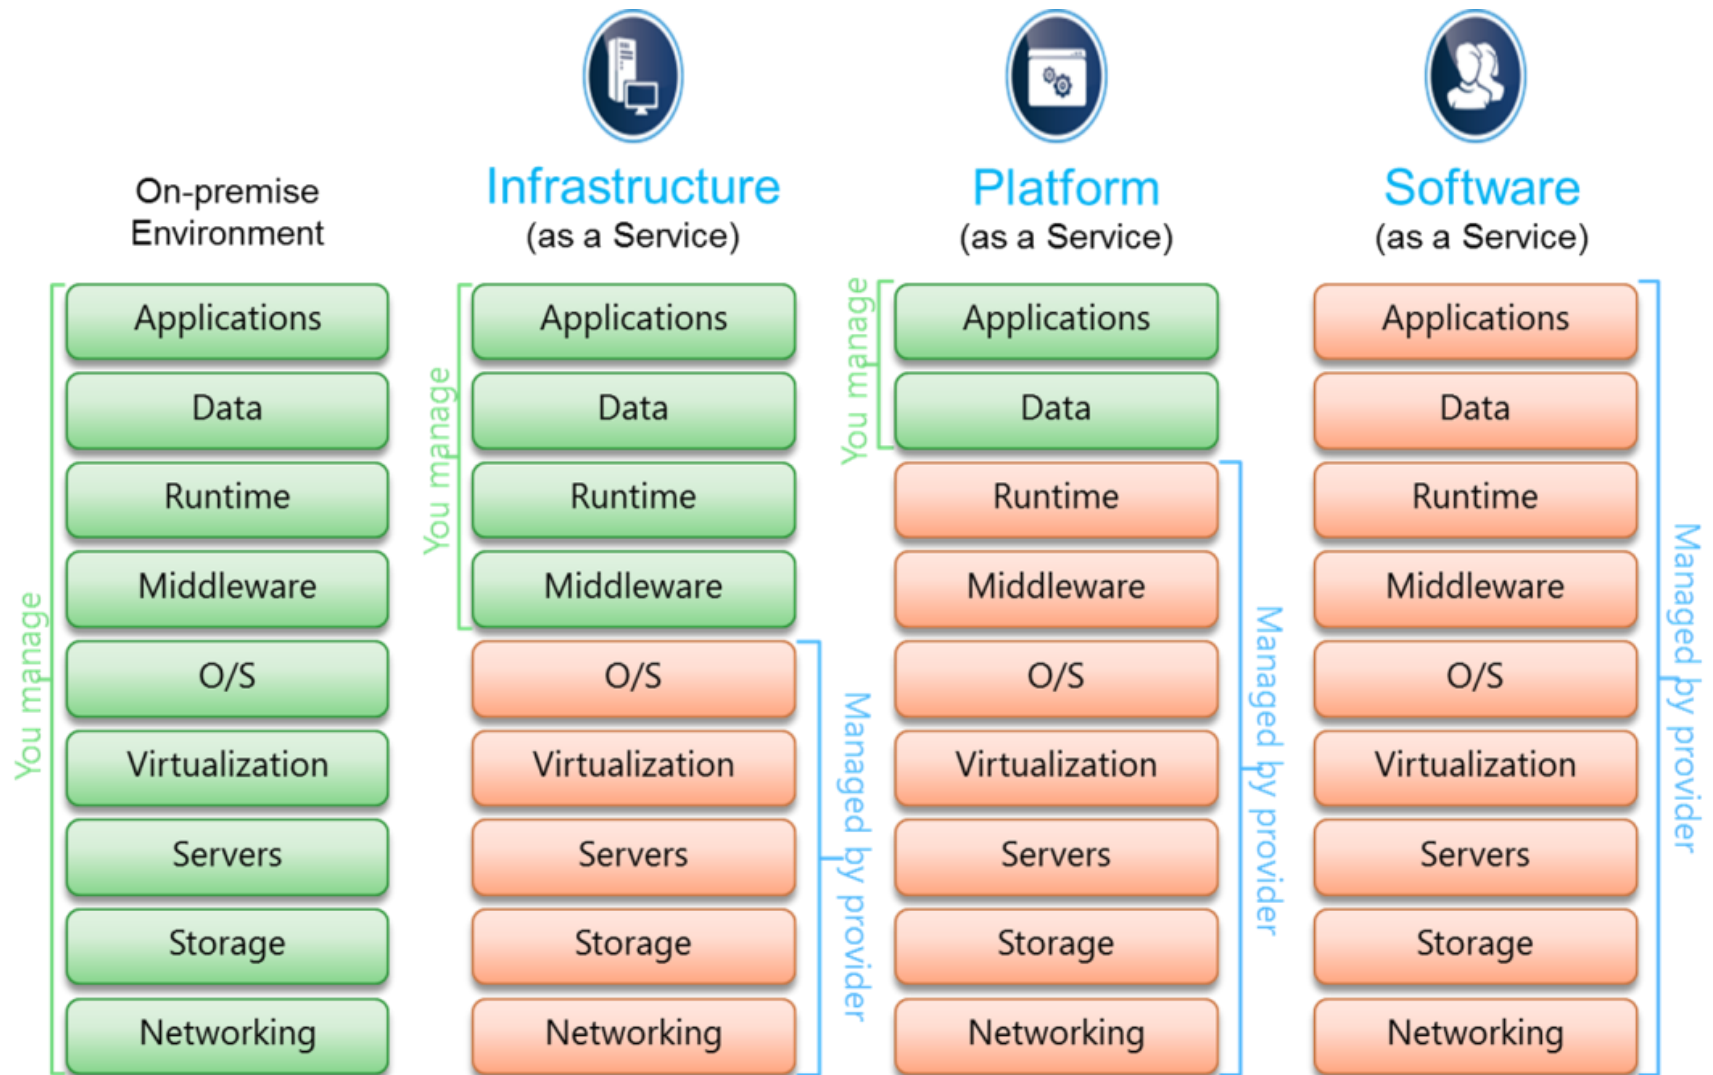 On-premise
Environment
You manage
Applications
Data
Runtime
Middleware
O/S
Virtualization
Servers
Storage
Networking
Infrastructure
(as a Service)
You manage
Applications
Data
Runtime
Middleware
O/S
Virtualization
Servers
Storage
Networking
Managed by provider
Platform
(as a Service)
You manage
Applications
Data
Runtime
Middleware
O/S
Virtualization
Servers
Storage
Networking
Managed by provider
Software
(as a Service)
Applications
Data
Runtime
Middleware
O/S
Virtualization
Servers
Storage
Networking
Managed by provider